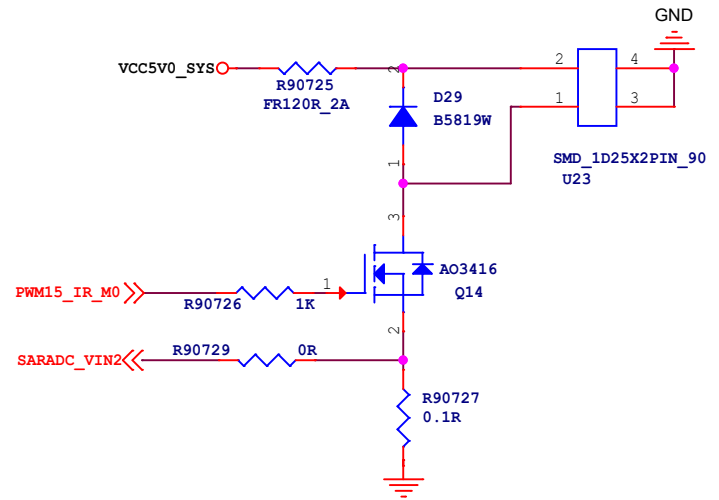 GND
VCC5V0_SYS
R90725
FR120R_2A
2
D29
B5819W
1
2
4
1
3
SMD_1D25X2PIN_90
U23
3
AO3416
Q14
PWM15_IR_M0
R90726
1K
1
2
SARADC_VIN2
R90729
0R
R90727
0.1R